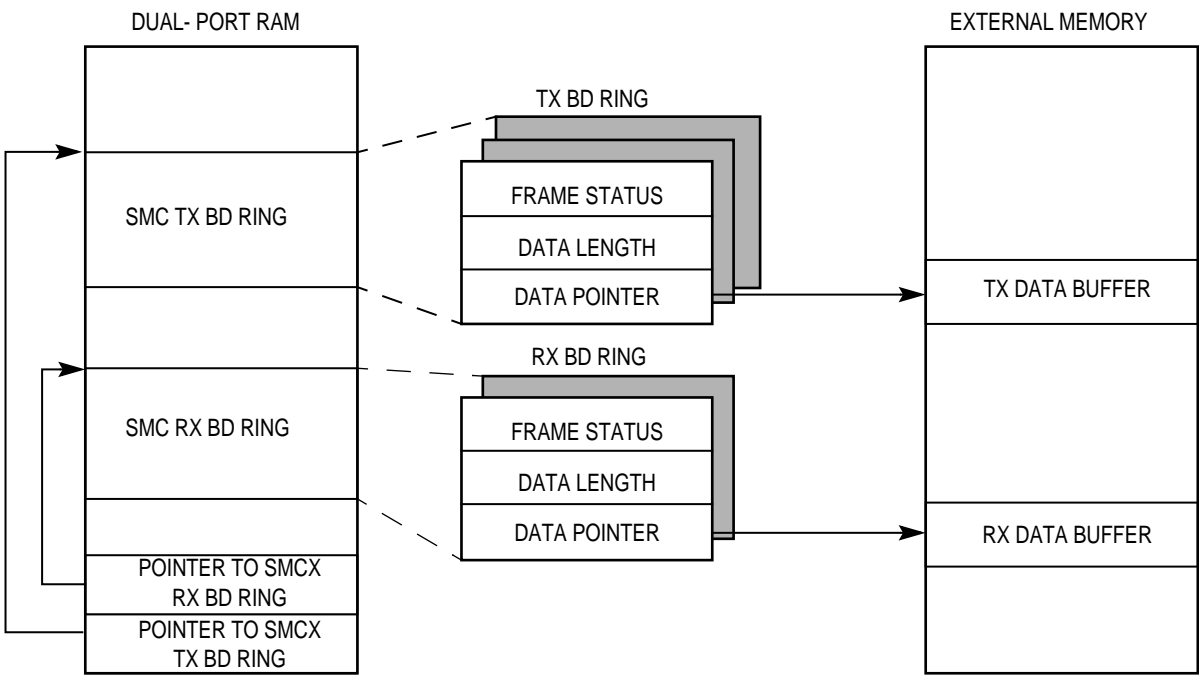 DUAL- PORT RAM
SMC TX BD RING
SMC RX BD RING
POINTER TO SMCX
RX BD RING
POINTER TO SMCX
TX BD RING
TX BD RING
FRAME STATUS
DATA LENGTH
DATA POINTER
RX BD RING
FRAME STATUS
DATA LENGTH
DATA POINTER
EXTERNAL MEMORY
TX DATA BUFFER
RX DATA BUFFER